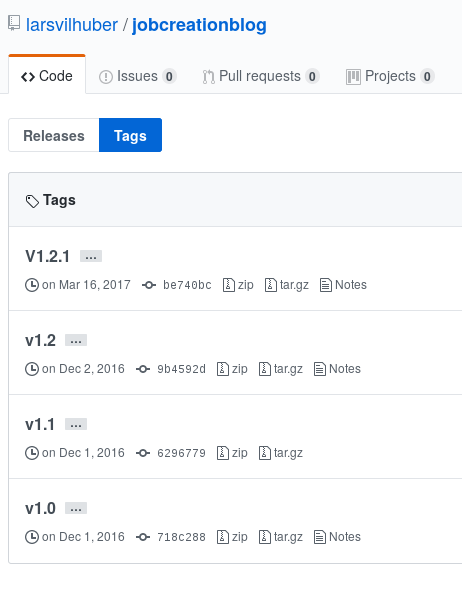 larsvilhuber / jobcreationblog
Code Issues 0 Pull requests 0 Projects 0
Releases Tags
Tags
V1.2.1 ...
on Mar 16, 2017 be740bc zip tar.gz Notes
v1.2 ...
on Dec 2, 2016 9b4592d zip tar.gz Notes
v1.1 ...
on Dec 1, 2016 6296779 zip tar.gz
v1.0 ...
on Dec 1, 2016 718c288 zip tar.gz Notes